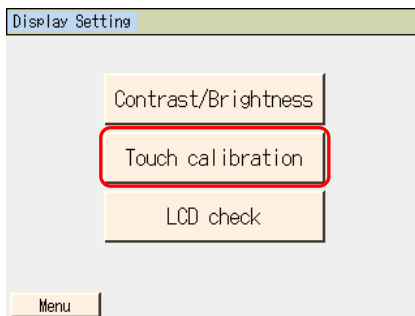 Display Setting
Contrast/Brightness
Touch calibration
LCD check
Menu